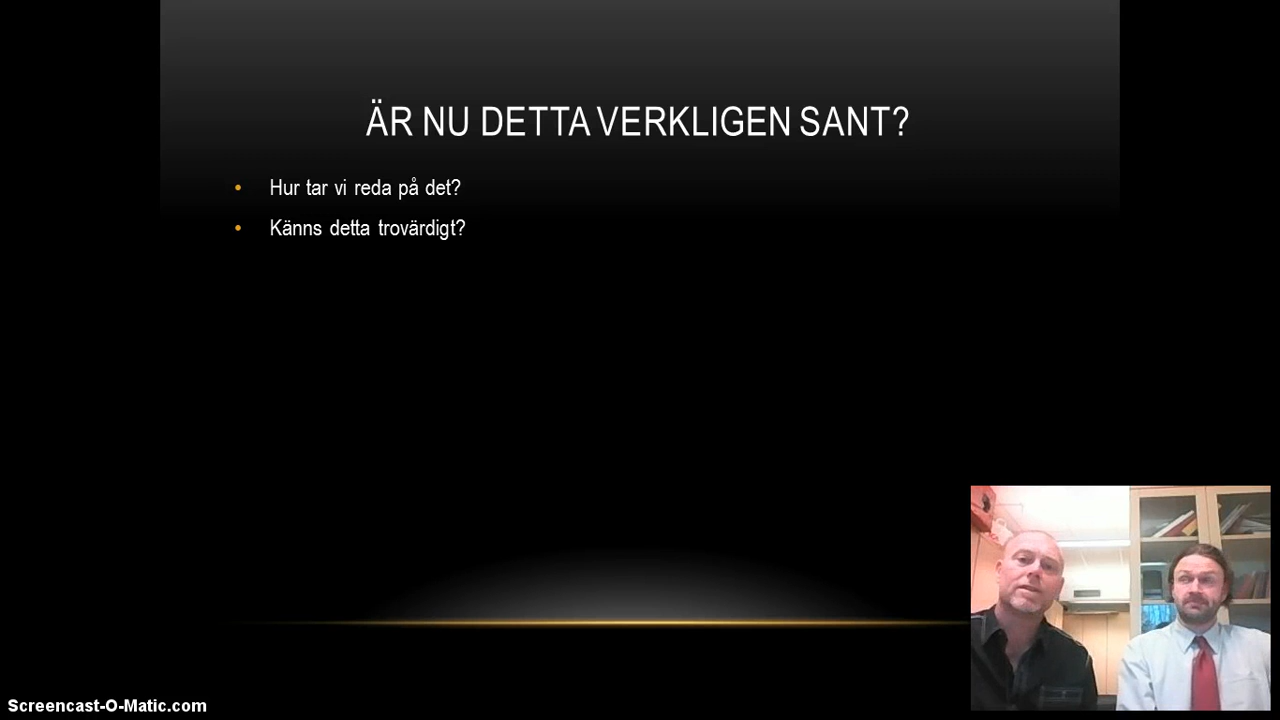 ÄR NU DETTA VERKLIGEN SANT?
• Hur tar vi reda på det?
• Känns detta trovärdigt?
Screencast-O-Matic.com